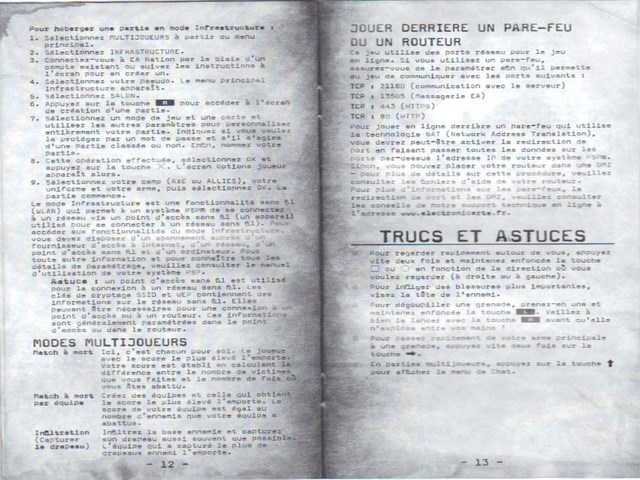 Pour héberger une partie en mode Infrastructure :
1. Sélectionnez MULTIJOUEURS à partir du menu
principal.
2. Sélectionnez INFRASTRUCTURE.
3. Connectez-vous à EA Nation par le biais d'un
compte existant ou suivez les instructions à
l'écran pour en créer un.
4. Sélectionnez votre pseudo. Le menu principal
Infrastructure apparaît.
5. Sélectionnez SALON.
6. Appuyez sur la touche pour accéder à l'écran
de création d'une partie.
7. Sélectionnez un mode de jeu et une carte et
utilisez les autres paramètres pour personnaliser
entièrement votre partie. Indiquez si vous voulez
la protéger par un mot de passe et s'il s'agira
d'une partie classée ou non. Enfin, nommez votre
partie.
8. Cette opération effectuée, sélectionnez OK et
appuyez sur la touche X. L'écran Options joueur
apparaît alors.
9. Sélectionnez votre camp (AXE ou ALLIES), votre
uniforme et votre arme, puis sélectionnez OK. La
partie commence.
Le mode Infrastructure est une fonctionnalité sans fil
(WLAN) qui permet à un système PSP® de se connecter
à un réseau via un point d'accès sans fil (un appareil
utilisé pour se connecter à un réseau sans fil). Pour
accéder aux fonctionnalités du mode Infrastructure,
vous devez disposer d'un abonnement auprès d'un
fournisseur d'accès à Internet, d'un réseau, d'un
point d'accès sans fil et d'un ordinateur. Pour
toute autre information et pour connaître tous les
détails de paramétrage, veuillez consulter le manuel
d'utilisation de votre système PSP.
Astuce : un point d'accès sans fil est utilisé
pour la connexion à un réseau sans fil. Les
clés de cryptage SSID et WEP contiennent des
informations sur le réseau sans fil. Elles
peuvent être nécessaires pour une connexion à un
point d'accès ou à un routeur. Ces informations
sont généralement paramétrées dans le point
d'accès ou dans le routeur.
MODES MULTIJOUEURS
Match à mort Ici, c'est chacun pour soi. Le joueur
avec le score le plus élevé l'emporte.
Votre score est établi en calculant la
différence entre le nombre de victimes
que vous faites et le nombre de fois où
vous êtes abattu.
Match à mort Créez des équipes et celle qui obtient
par équipe le score le plus élevé l'emporte. Le
score de votre équipe est égal au
nombre d'ennemis que votre équipe a
abattus.
Infiltration Infiltrez la base ennemie et capturez
(Capturer son drapeau aussi souvent que possible.
le drapeau) L'équipe qui a capturé le plus de
drapeaux ennemis l'emporte.
- 12 -
JOUER DERRIERE UN PARE-FEU
OU UN ROUTEUR
Ce jeu utilise des ports réseau pour le jeu
en ligne. Si vous utilisez un pare-feu,
assurez-vous de le paramétrer afin qu'il permette
au jeu de communiquer avec les ports suivants :
TCP : 21180 (communication avec le serveur)
TCP : 13505 (Messagerie EA)
TCP : 443 (HTTPS)
TCP : 80 (HTTP)
Pour jouer en ligne derrière un pare-feu qui utilise
la technologie NAT (Network Address Translation),
vous devrez peut-être activer la redirection de
port en faisant passer toutes les données sur les
ports par-dessus l'adresse IP de votre système PSP®.
Sinon, vous pouvez placer votre routeur dans une DMZ
- pour plus de détails sur cette procédure, veuillez
consulter les fichiers d'aide de votre routeur.
Pour plus d'informations sur les pare-feux, la
redirection de port et les DMZ, veuillez consulter
les conseils de notre support technique en ligne à
l'adresse www.electronicarts.fr.
TRUCS ET ASTUCES
Pour regarder rapidement autour de vous, appuyez
vite deux fois et maintenez enfoncée la touche
□ ou ○ en fonction de la direction où vous
voulez regarder (à droite ou à gauche).
Pour infliger des blessures plus importantes,
visez la tête de l'ennemi.
Pour dégoupiller une grenade, prenez-en une et
maintenez enfoncée la touche L. Veillez à
bien la lancer avec la touche avant qu'elle
n'explose entre vos mains !
Pour passer rapidement de votre arme principale
à une grenade, appuyez vite deux fois sur la
touche →.
En parties multijoueurs, appuyez sur la touche ↑
pour afficher le menu de Chat.
- 13 -